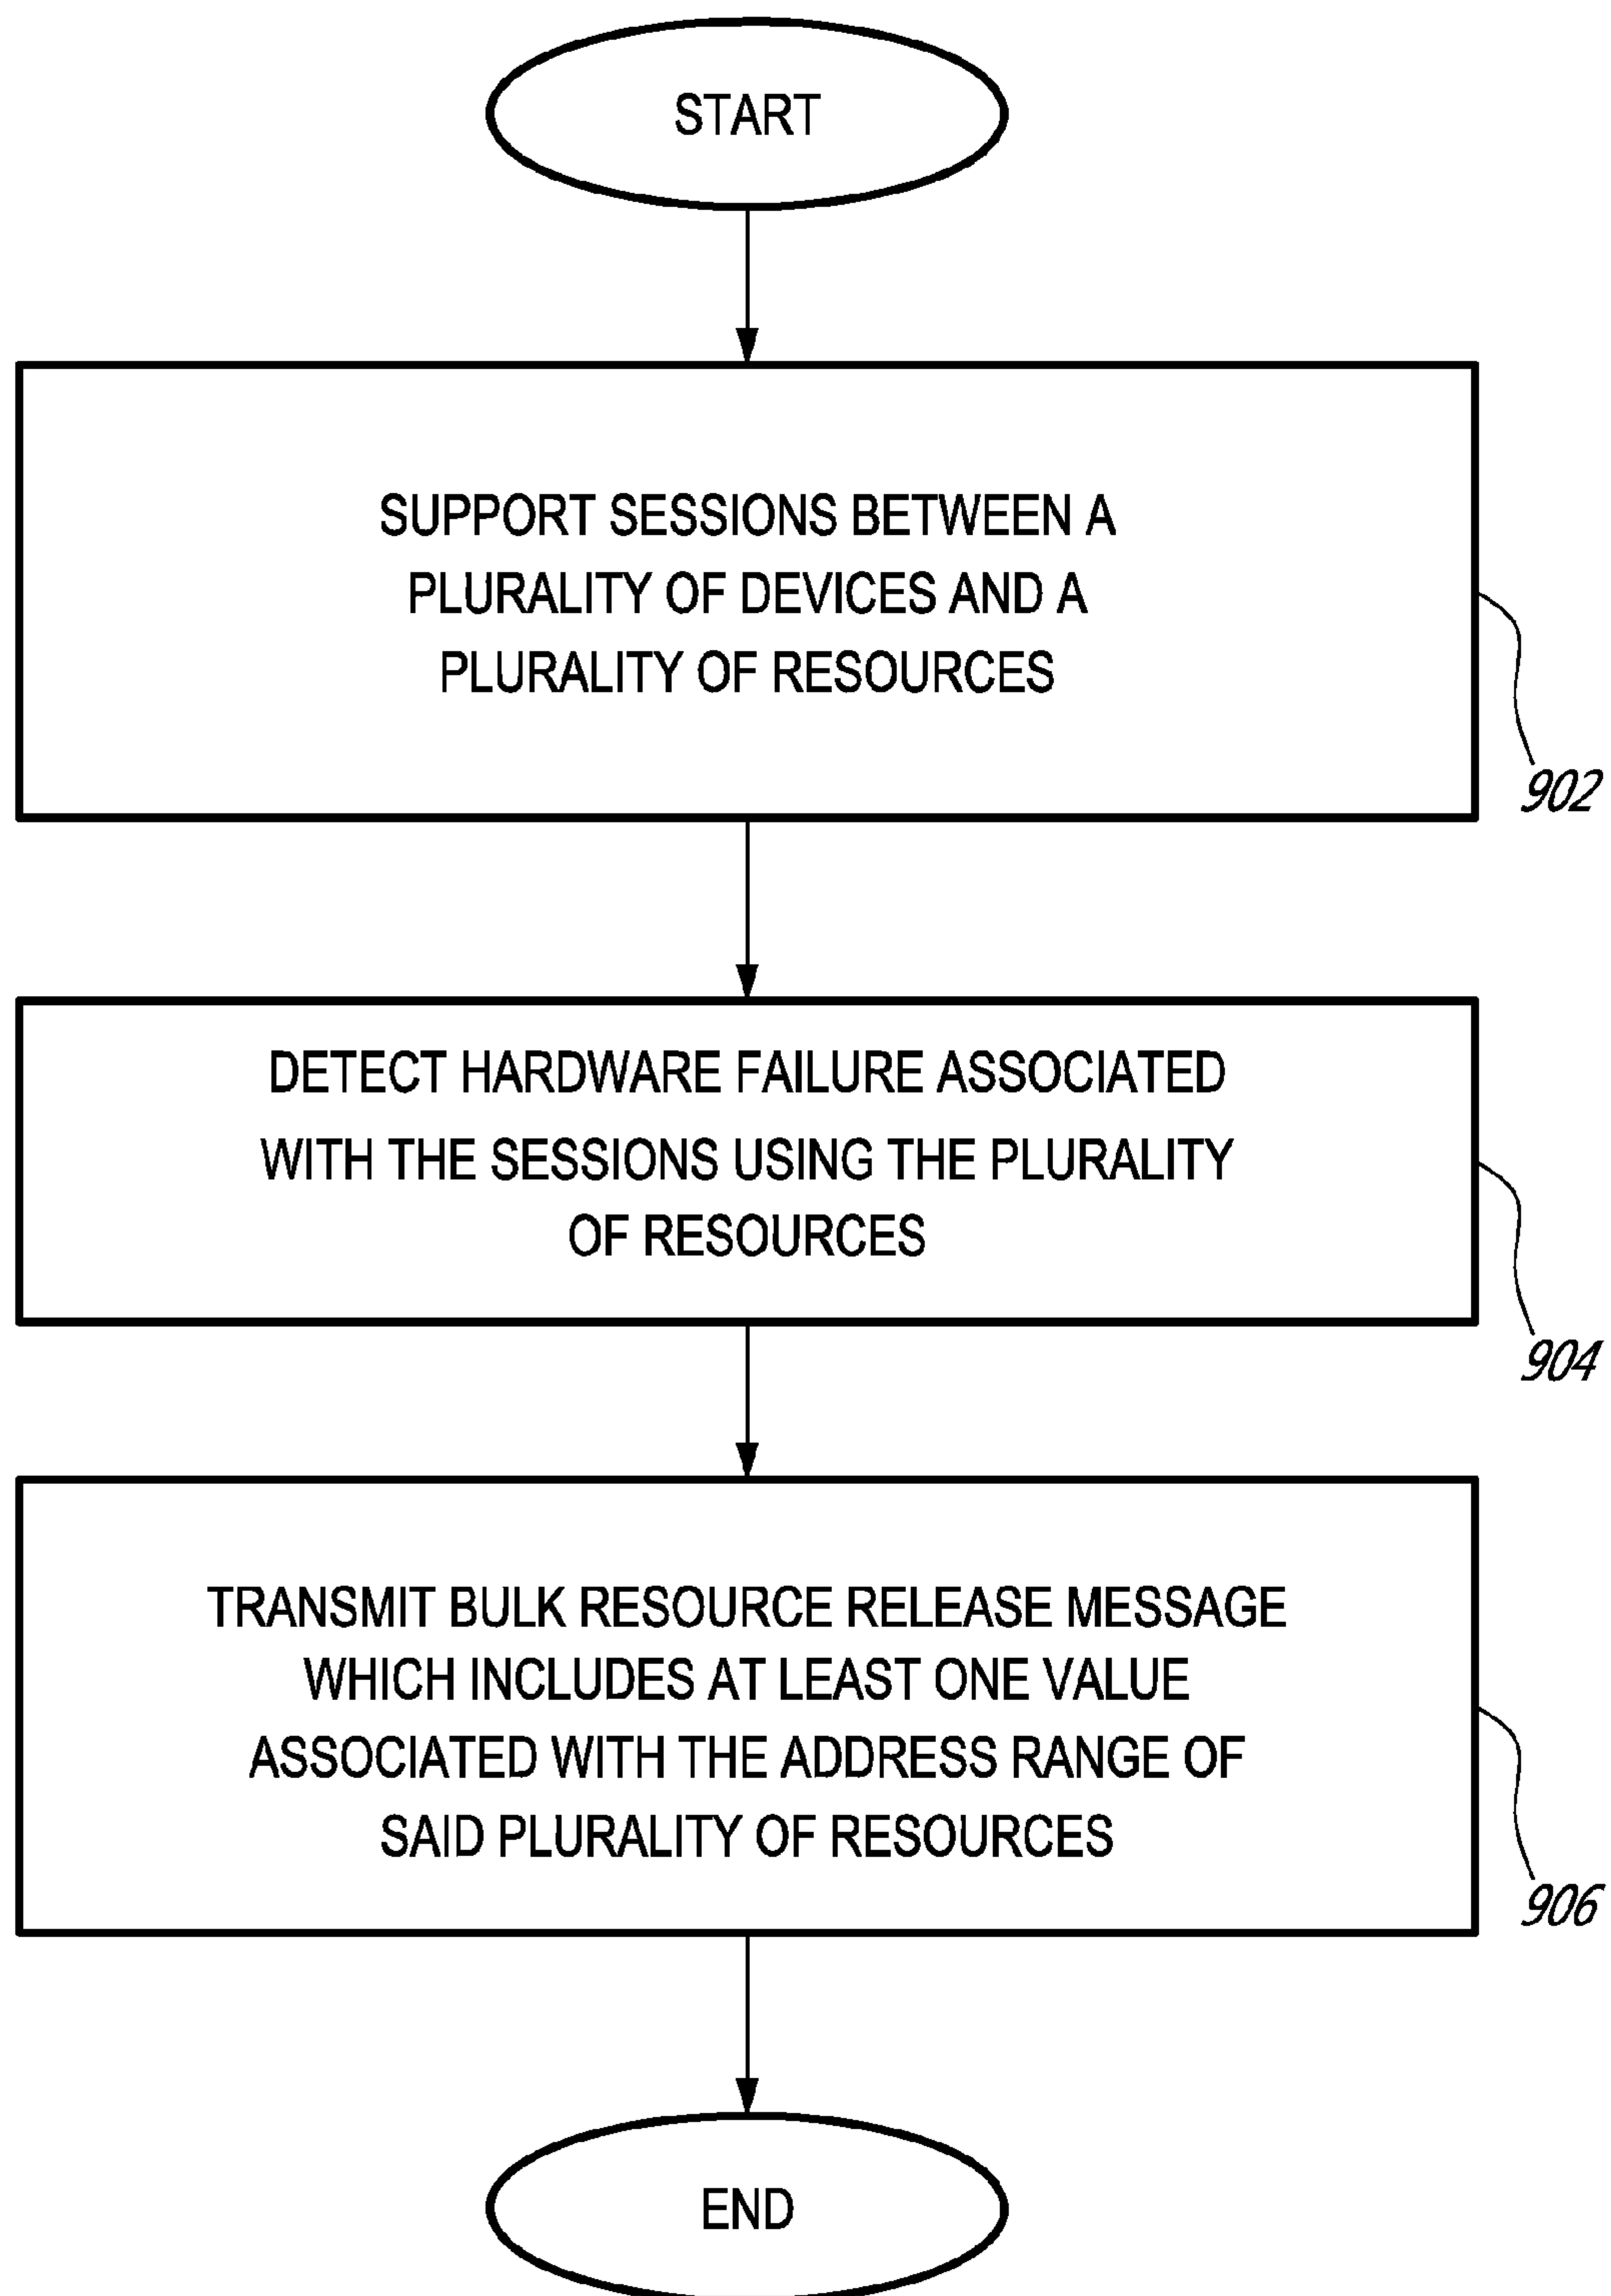 START
SUPPORT SESSIONS BETWEEN A
PLURALITY OF DEVICES AND A
PLURALITY OF RESOURCES
902
DETECT HARDWARE FAILURE ASSOCIATED
WITH THE SESSIONS USING THE PLURALITY
OF RESOURCES
904
TRANSMIT BULK RESOURCE RELEASE MESSAGE
WHICH INCLUDES AT LEAST ONE VALUE
ASSOCIATED WITH THE ADDRESS RANGE OF
SAID PLURALITY OF RESOURCES
906
END